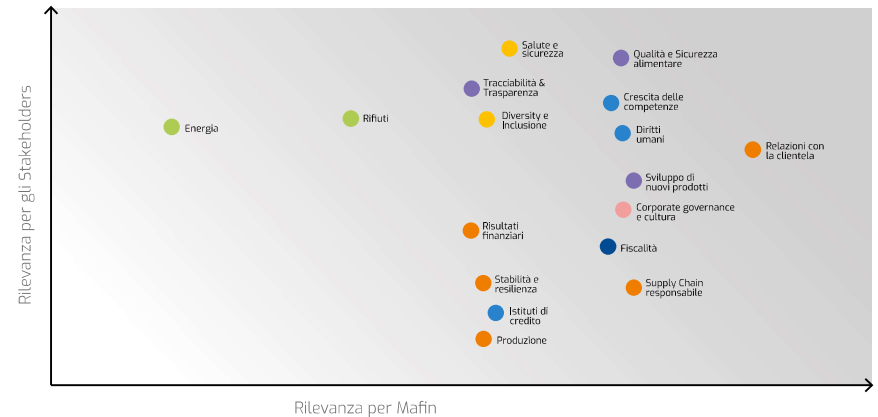 Rilevanza per gli Stakeholders
Salute e
sicurezza
Qualità e Sicurezza
alimentare
Tracciabilità &
Trasparenza
Crescita delle
competenze
Energia
Rifiuti
Diversity e
Inclusione
Diritti
umani
Relazioni con
la clientela
Sviluppo di
nuovi prodotti
Corporate governance
e cultura
Risultati
finanziari
Fiscalità
Stabilità e
resilienza
Supply Chain
responsabile
Istituti di
credito
Produzione
Rilevanza per Mafin